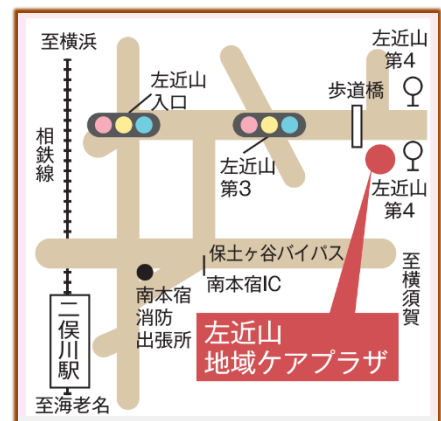 至横浜
左近山
入口
相鉄線
左近山
第3
歩道橋
左近山
第4
左近山
第4
保土ヶ谷バイパス
南本宿IC
至横須賀
南本宿
消防
出張所
二俣川駅
至海老名
左近山
地域ケアプラザ